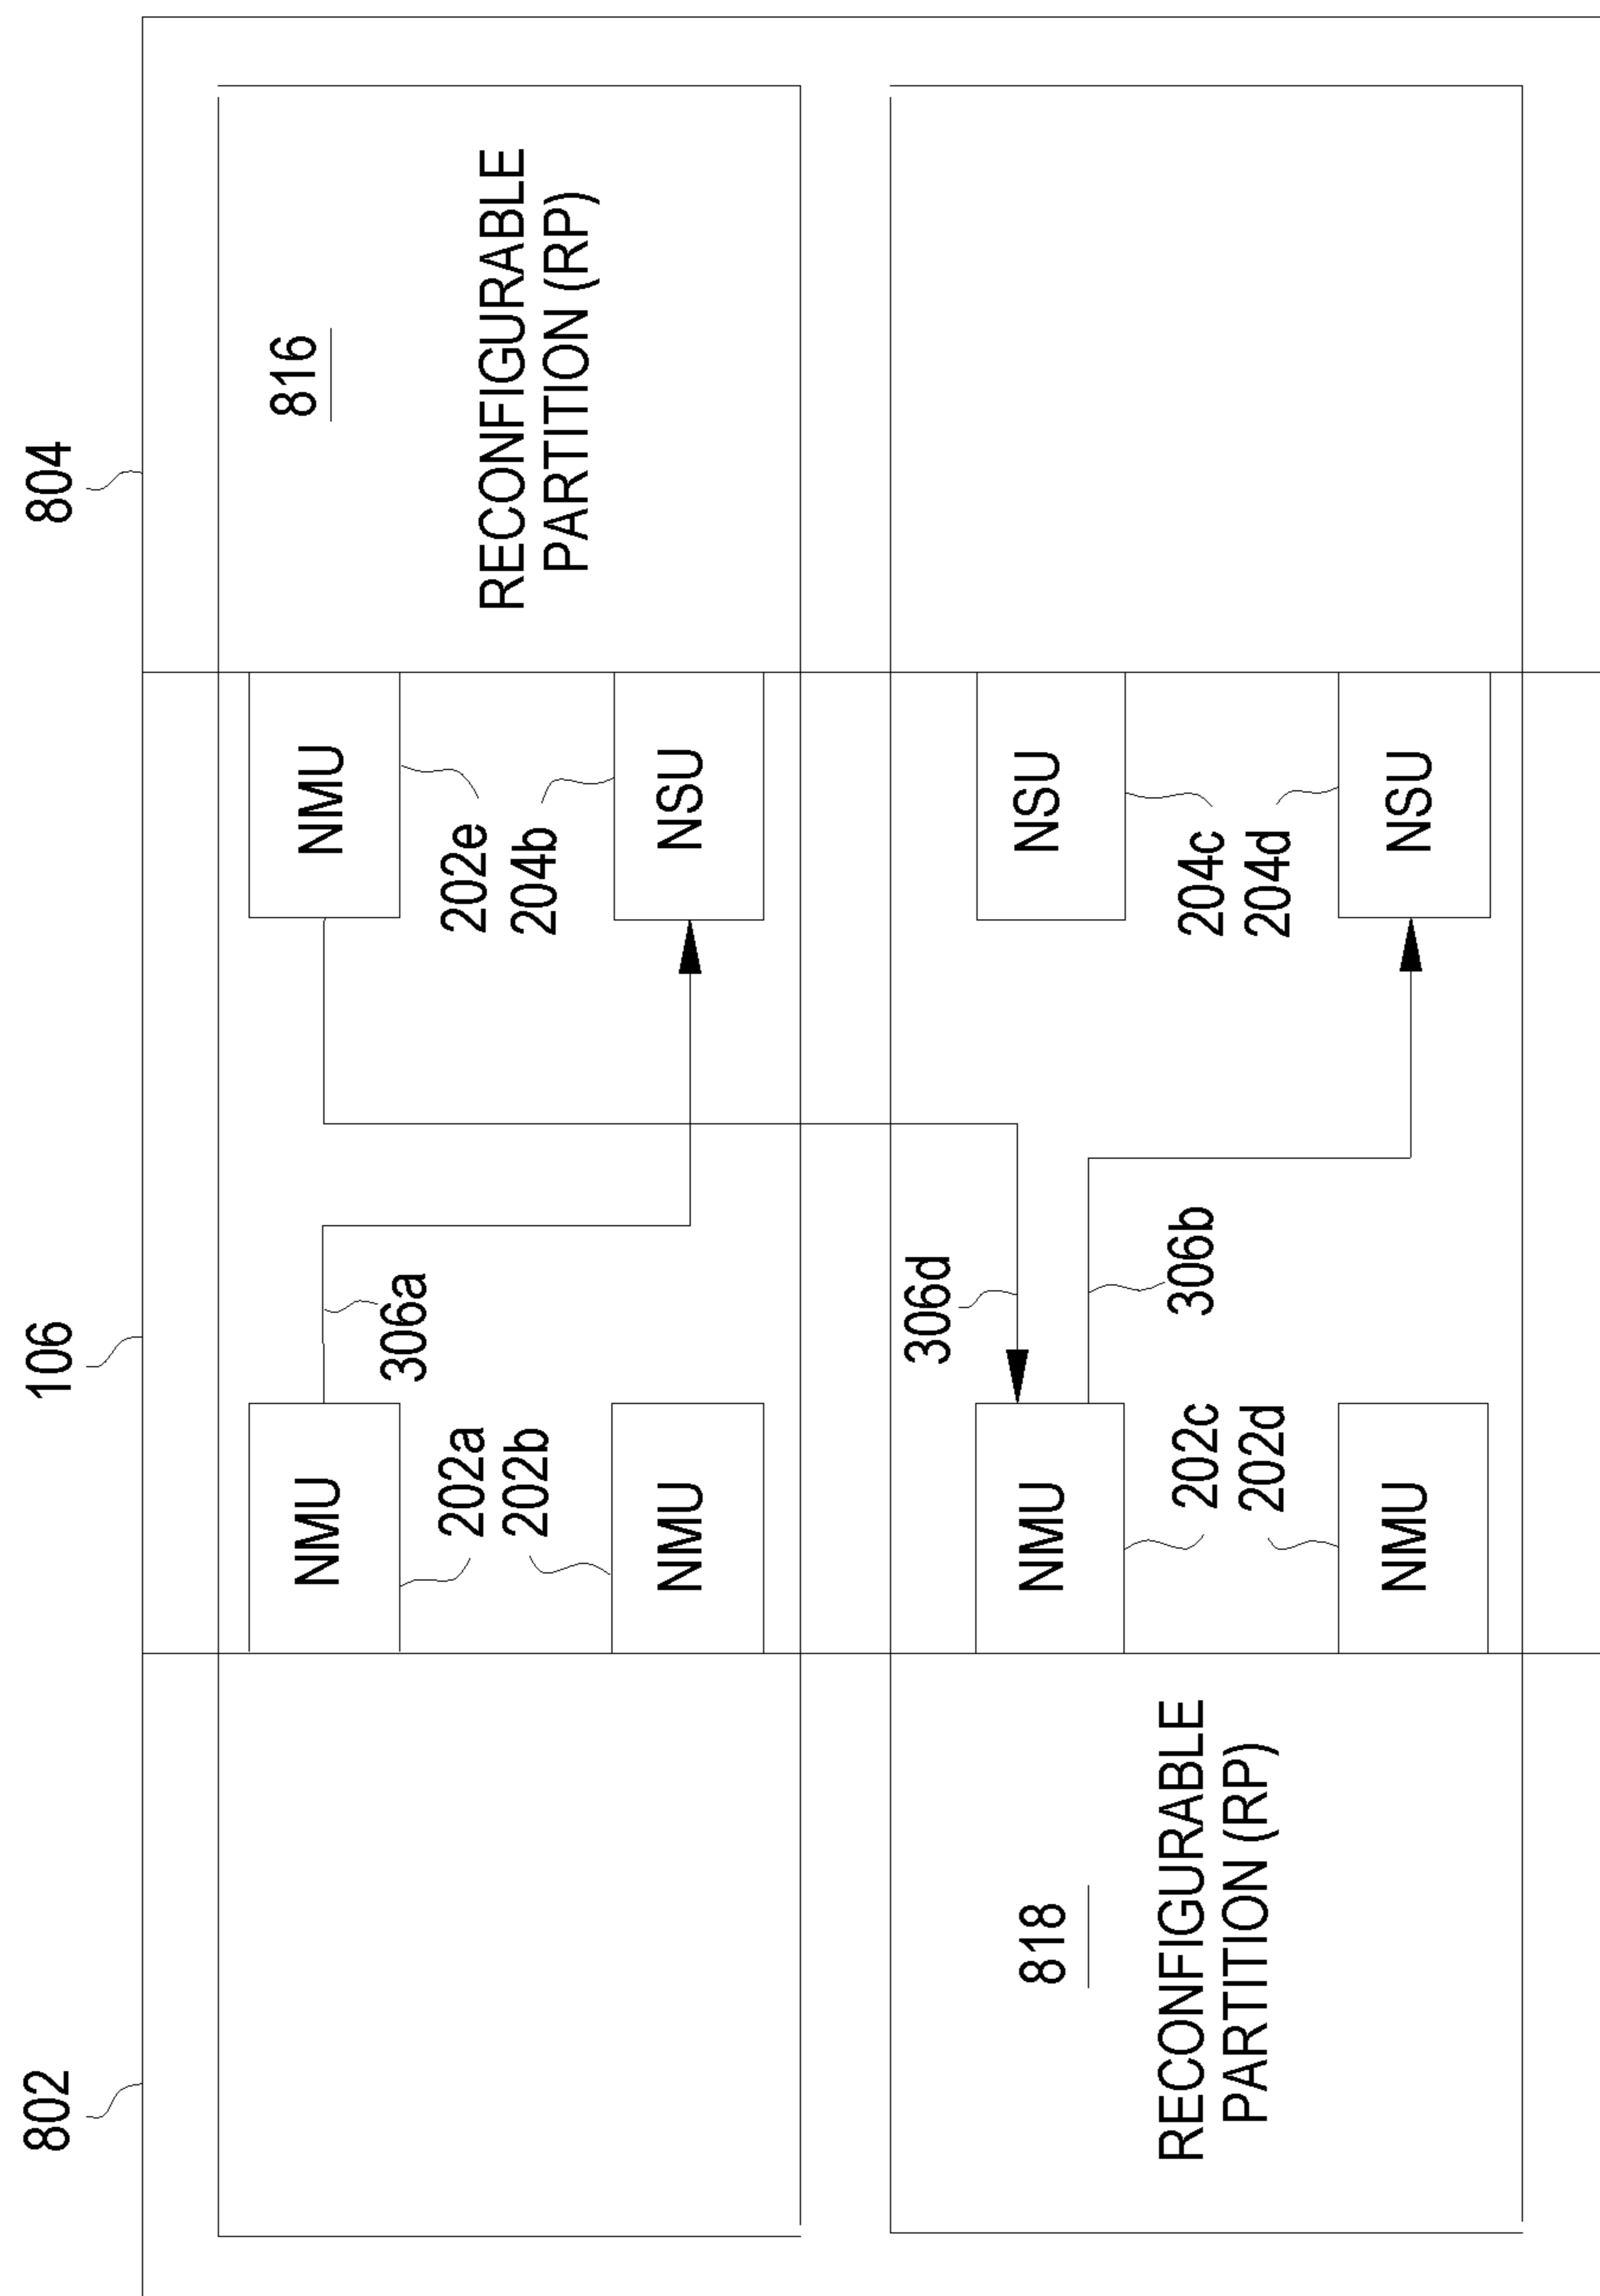 802
106
804
816
NMU
NMU
306a
202a
202e
RECONFIGURABLE
PARTITION (RP)
202b
204b
NMU
NSU
306d
818
NMU
NSU
RECONFIGURABLE
PARTITION (RP)
306b
202c
204c
202d
204d
NMU
NSU